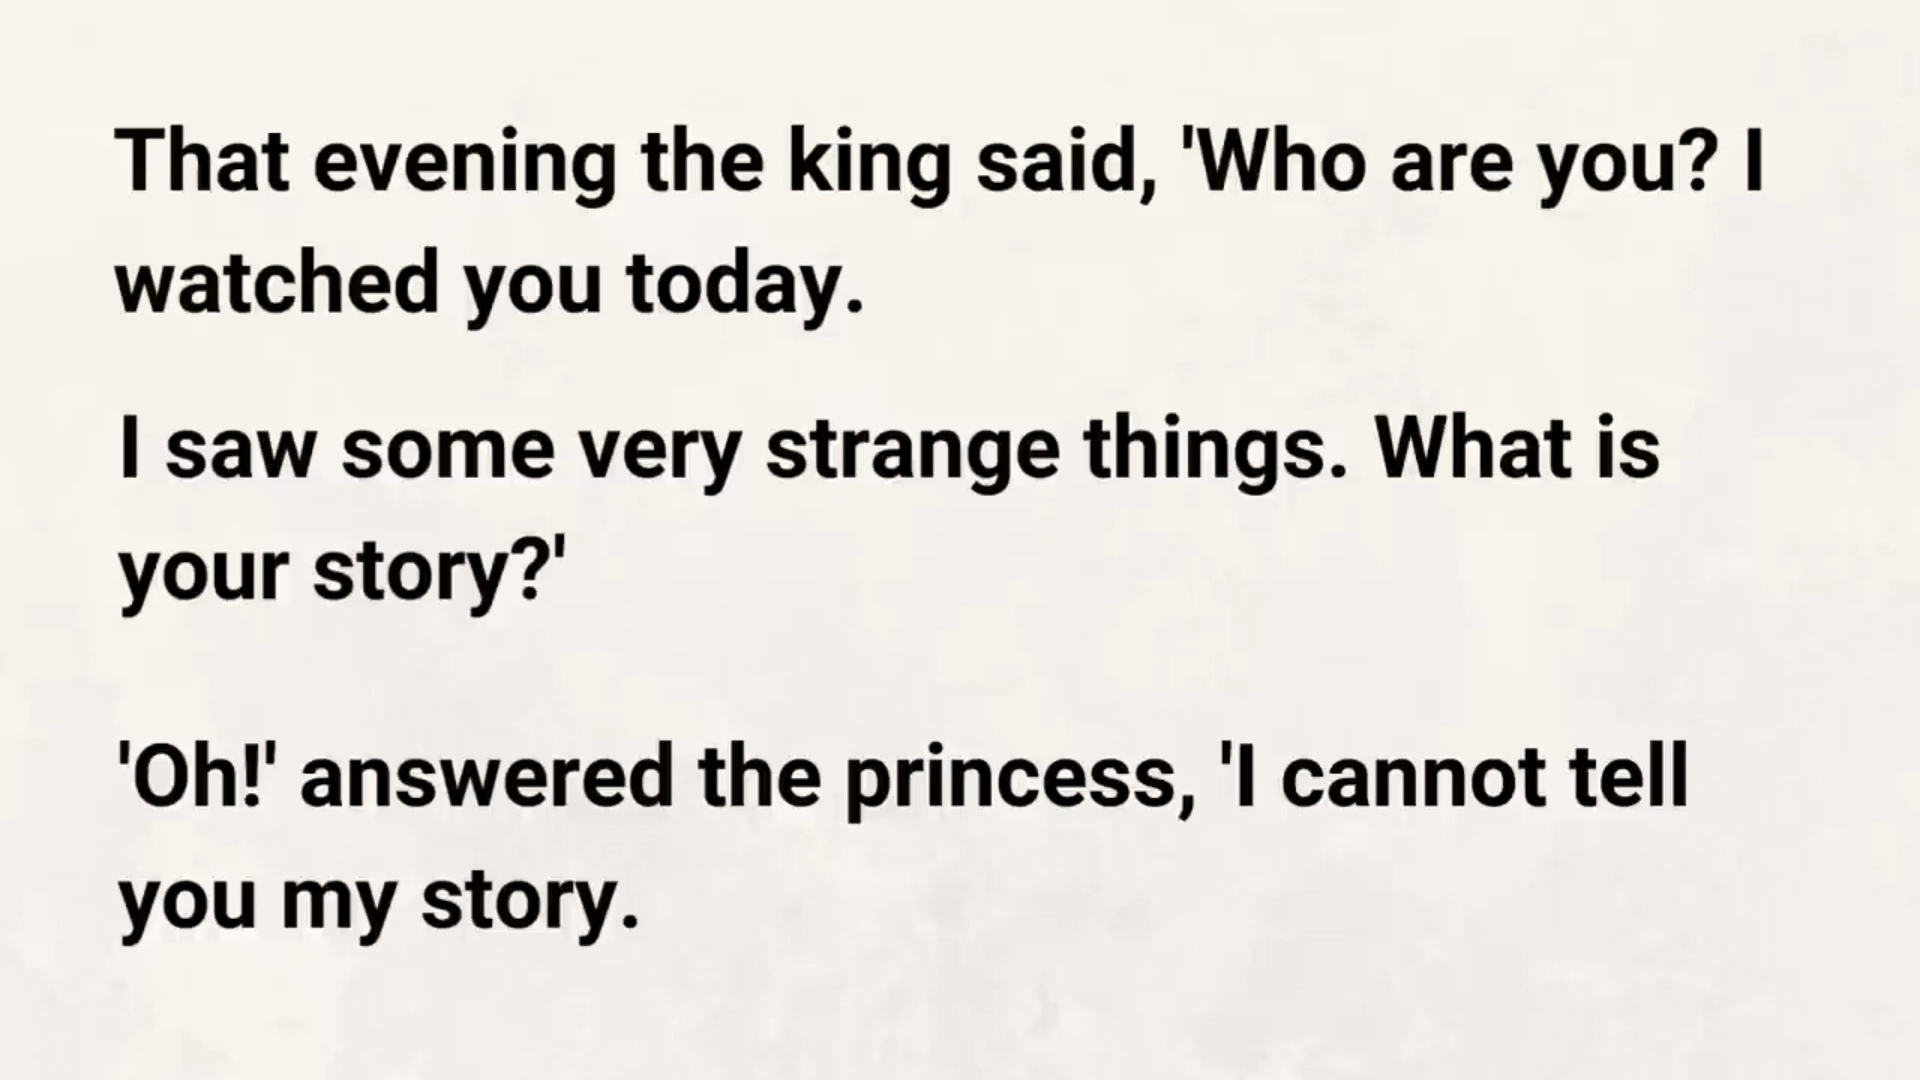 That evening the king said, 'Who are you? I
watched you today.
I saw some very strange things. What is
your story?'
'Oh!' answered the princess, 'I cannot tell
you my story.